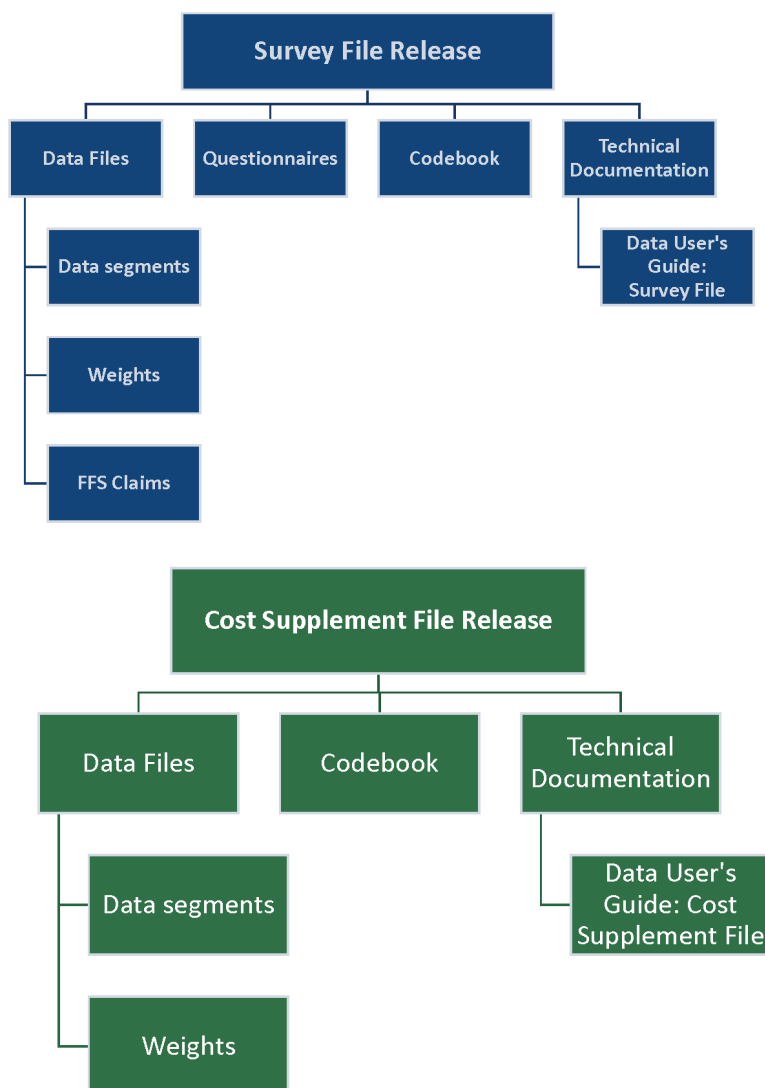 Survey File Release
Data Files
Questionnaires
Codebook
Technical
Documentation
Data segments
Data User's
Guide:
Survey File
Weights
FFS Claims
Cost Supplement File Release
Data Files
Codebook
Technical
Documentation
Data segments
Data User's
Guide: Cost
Supplement File
Weights